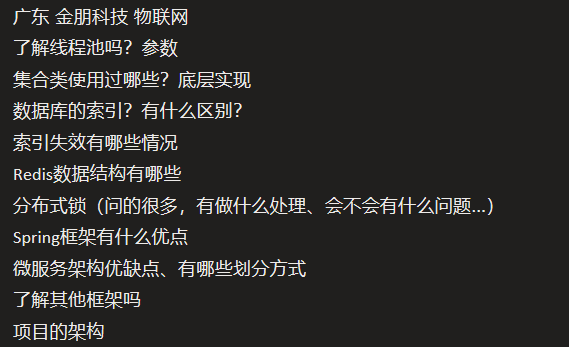 广东 金朋科技 物联网
了解线程池吗？参数
集合类使用过哪些？底层实现
数据库的索引？有什么区别？
索引失效有哪些情况
Redis数据结构有哪些
分布式锁（问的很多，有做什么处理、会不会有什么问题...）
Spring框架有什么优点
微服务架构优缺点、有哪些划分方式
了解其他框架吗
项目的架构